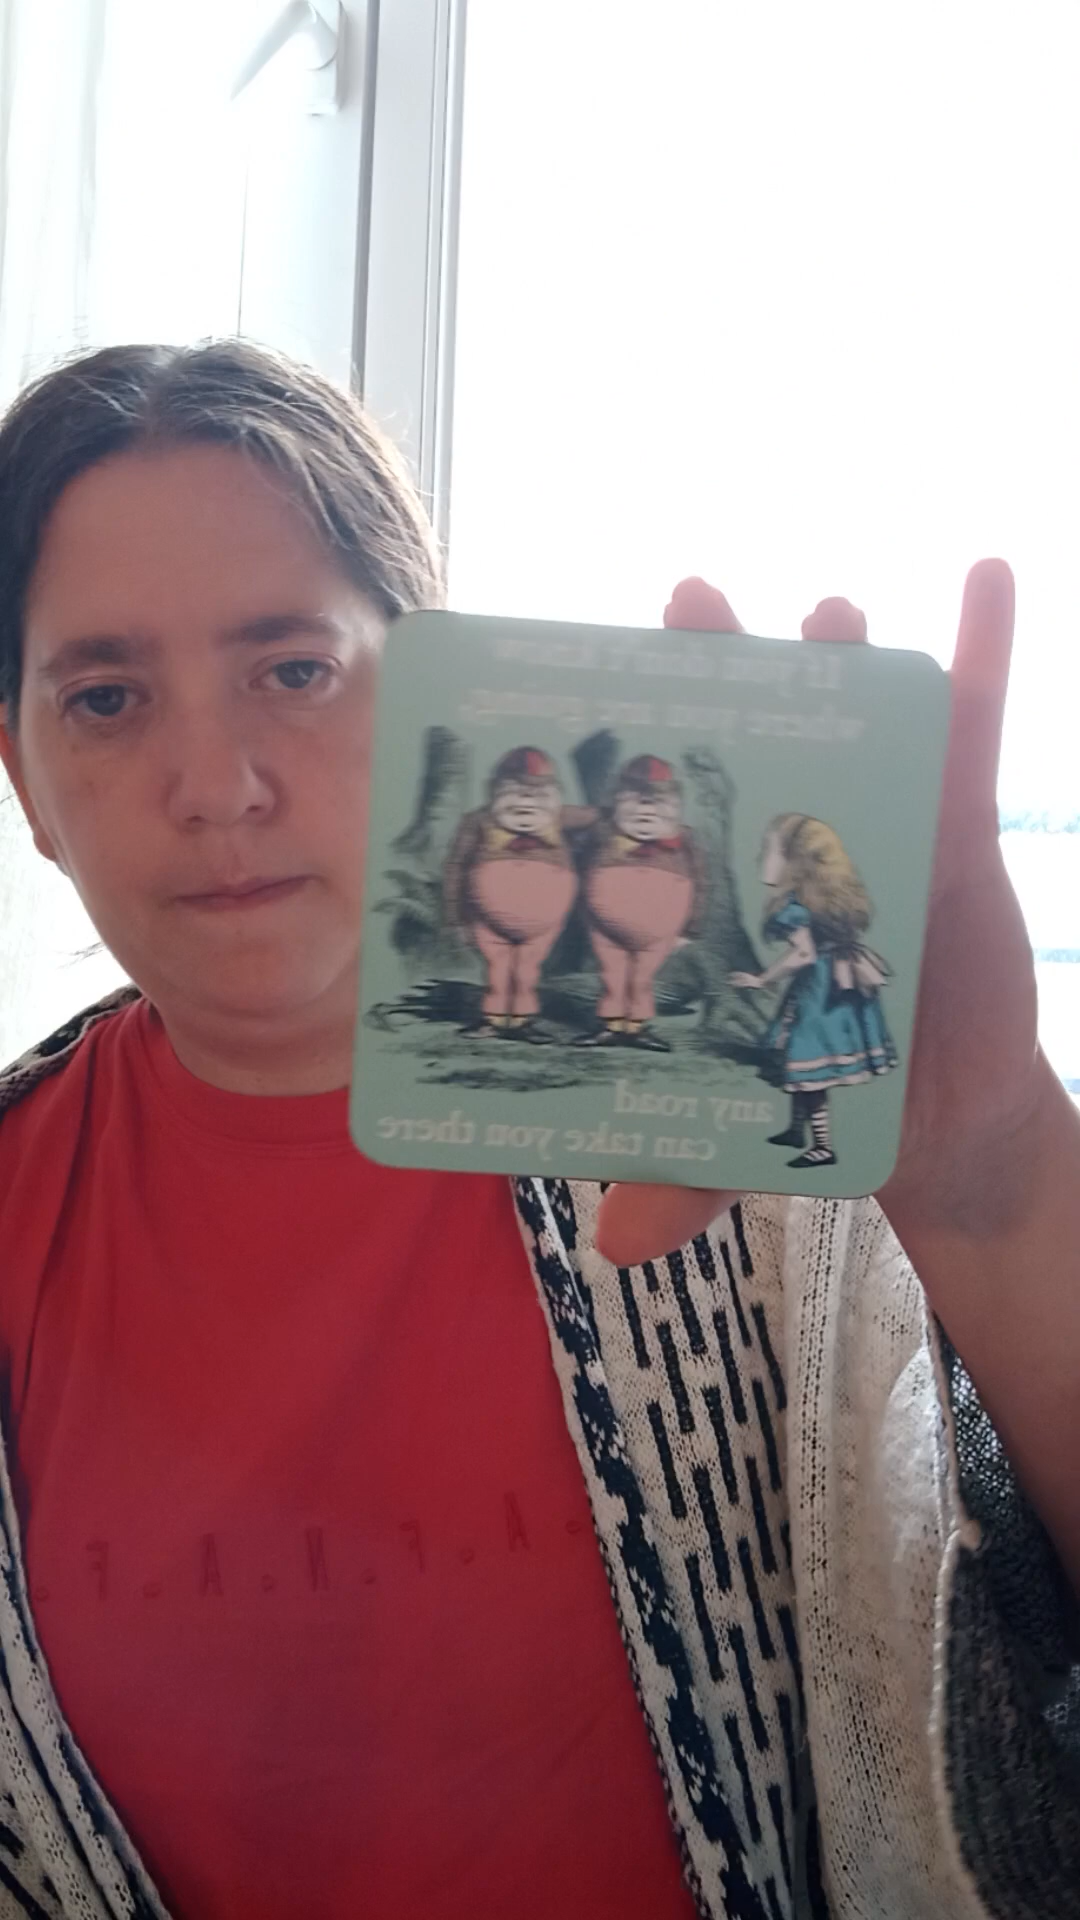 If you don't know
where you are going,
any road
can take you there